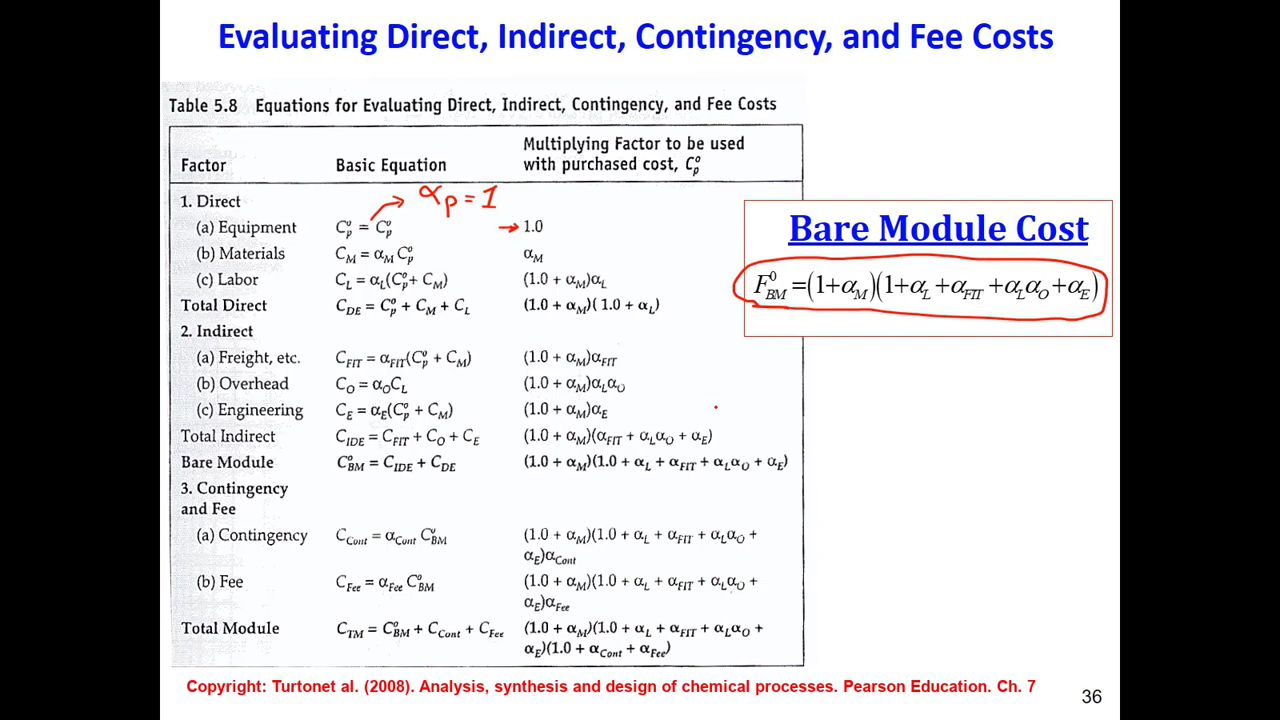 Evaluating Direct, Indirect, Contingency, and Fee Costs
Table 5.8 Equations for Evaluating Direct, Indirect, Contingency, and Fee Costs
Factor Basic Equation Multiplying Factor to be used with purchased cost, C°p
1. Direct
αp = 1
(a) Equipment C°p = C°p → 1.0
(b) Materials CM = αM C°p αM
(c) Labor CL = αL(C°p + CM) (1.0 + αM)αL
Total Direct CDE = C°p + CM + CL (1.0 + αM)( 1.0 + αL)
2. Indirect
(a) Freight, etc. CFIT = αFIT(C°p + CM) (1.0 + αM)αFIT
(b) Overhead CO = αOCL (1.0 + αM)αLαO
(c) Engineering CE = αE(C°p + CM) (1.0 + αM)αE
Total Indirect CIDE = CFIT + CO + CE (1.0 + αM)(αFIT + αLαO + αE)
Bare Module C°BM = CIDE + CDE (1.0 + αM)(1.0 + αL + αFIT + αLαO + αE)
3. Contingency
and Fee
(a) Contingency CCont = αCont C°BM (1.0 + αM)(1.0 + αL + αFIT + αLαO +
αE)αCont
(b) Fee CFee = αFee C°BM (1.0 + αM)(1.0 + αL + αFIT + αLαO +
αE)αFee
Total Module CTM = C°BM + CCont + CFee (1.0 + αM)(1.0 + αL + αFIT + αLαO +
αE)(1.0 + αCont + αFee)
Bare Module Cost
F⁰BM = (1+αM)(1+αL+αFIT+αLαO+αE)
Copyright: Turtonet al. (2008). Analysis, synthesis and design of chemical processes. Pearson Education. Ch. 7
36